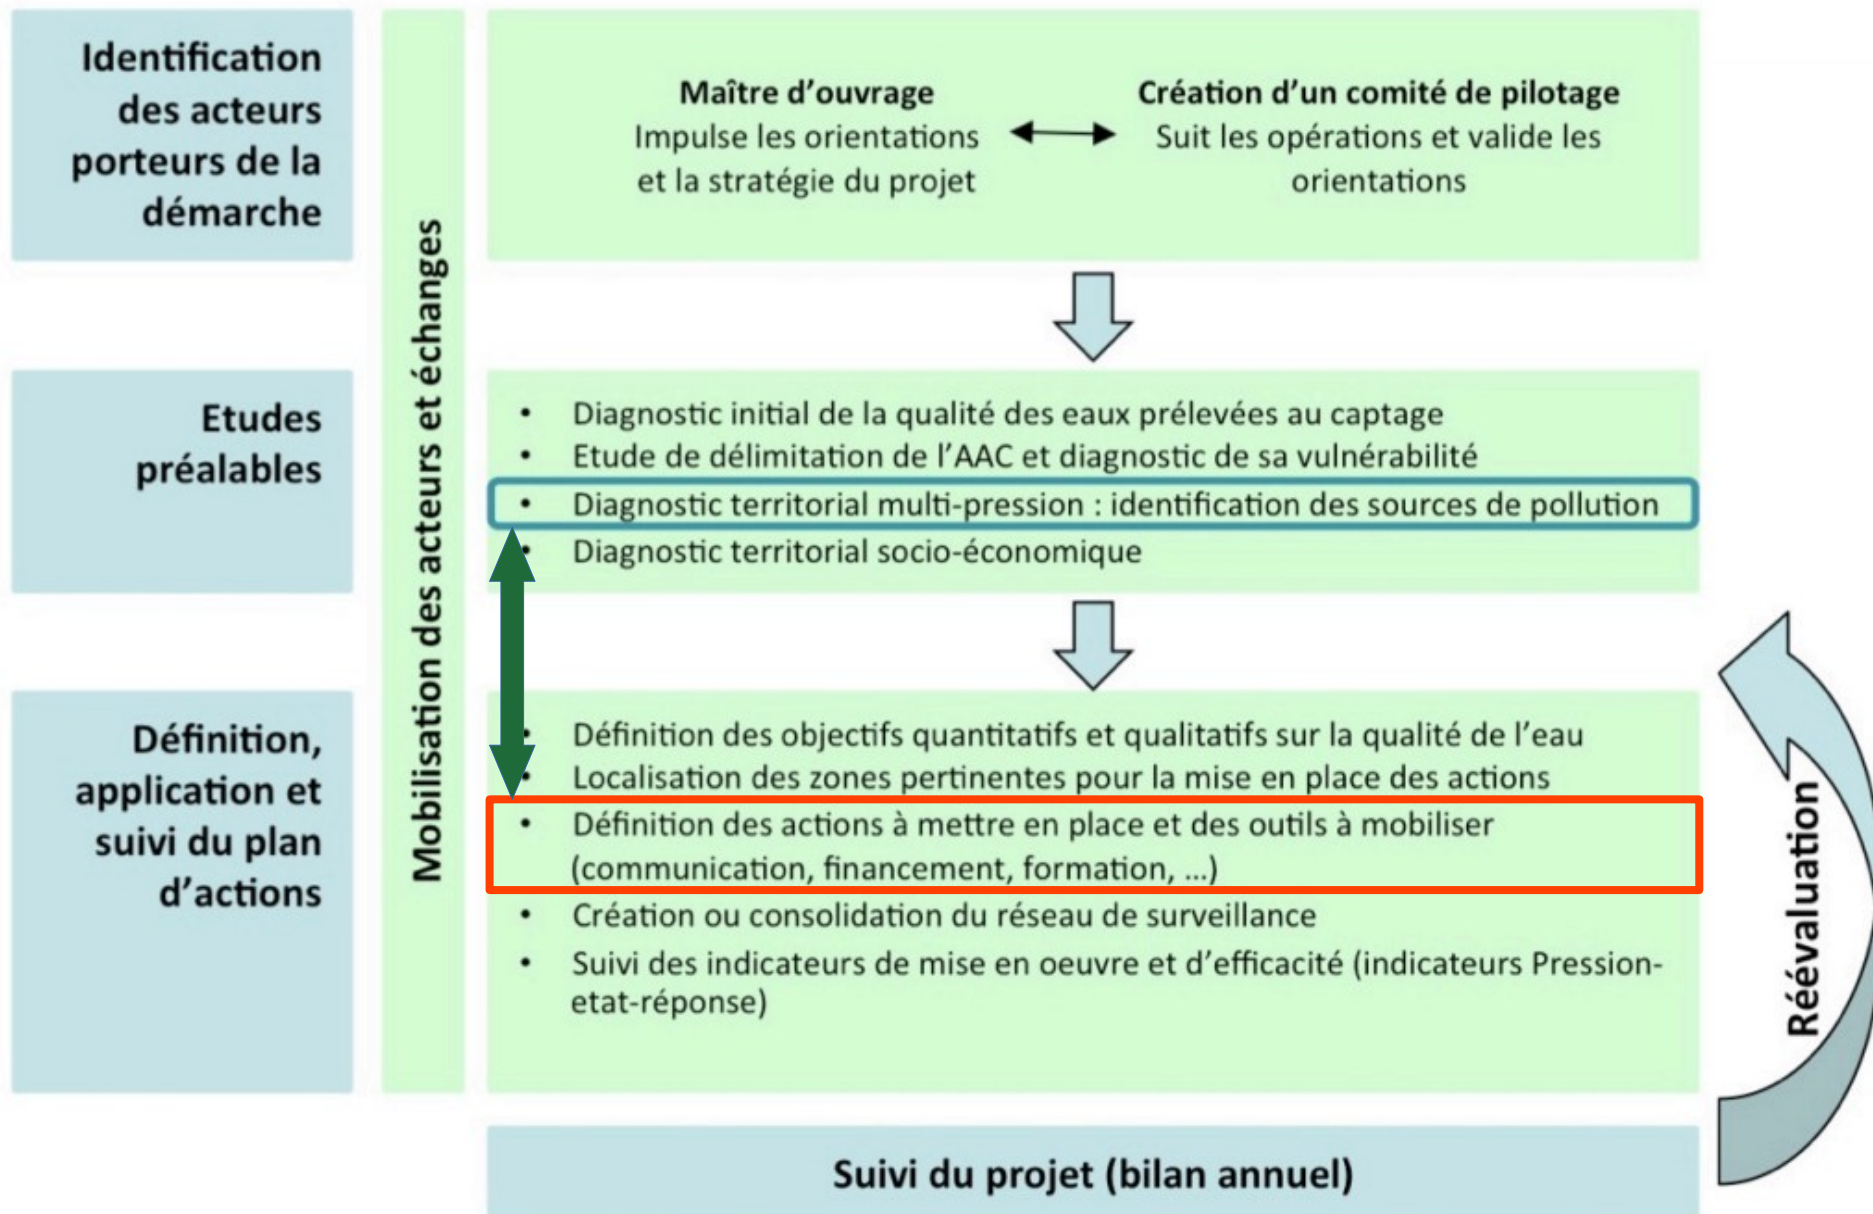 Identification
des acteurs
porteurs de la
démarche
Mobilisation des acteurs et échanges
Maître d'ouvrage
Impulse les orientations
et la stratégie du projet
Création d'un comité de pilotage
Suit les opérations et valide les
orientations
Etudes
préalables
• Diagnostic initial de la qualité des eaux prélevées au captage
• Etude de délimitation de l'AAC et diagnostic de sa vulnérabilité
• Diagnostic territorial multi-pression : identification des sources de pollution
• Diagnostic territorial socio-économique
Définition,
application et
suivi du plan
d'actions
• Définition des objectifs quantitatifs et qualitatifs sur la qualité de l'eau
• Localisation des zones pertinentes pour la mise en place des actions
• Définition des actions à mettre en place et des outils à mobiliser
(communication, financement, formation, ...)
• Création ou consolidation du réseau de surveillance
• Suivi des indicateurs de mise en oeuvre et d'efficacité (indicateurs Pression-
etat-réponse)
Réévaluation
Suivi du projet (bilan annuel)